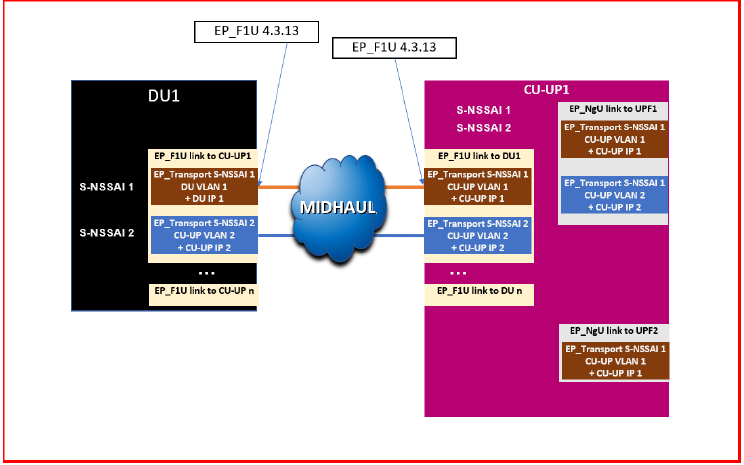 EP_F1U 4.3.13
EP_F1U 4.3.13
DU1
S-NSSAI 1
S-NSSAI 2
EP_F1U link to CU-UP1
EP_Transport S-NSSAI 1
DU VLAN 1
+ DU IP 1
EP_Transport S-NSSAI 2
CU-UP VLAN 2
+ CU-UP IP 2
...
EP_F1U link to CU-UP n
MIDHAUL
CU-UP1
S-NSSAI 1
S-NSSAI 2
EP_F1U link to DU1
EP_Transport S-NSSAI 1
CU-UP VLAN 1
+ CU-UP IP 1
EP_Transport S-NSSAI 2
CU-UP VLAN 2
+ CU-UP IP 2
...
EP_F1U link to DU n
EP_NgU link to UPF1
EP_Transport S-NSSAI 1
CU-UP VLAN 1
+ CU-UP IP 1
EP_Transport S-NSSAI 1
CU-UP VLAN 2
+ CU-UP IP 2
EP_NgU link to UPF2
EP_Transport S-NSSAI 1
CU-UP VLAN 1
+ CU-UP IP 1